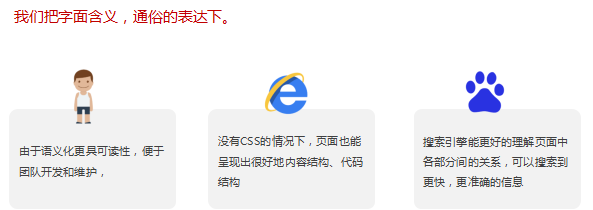 我们把字面含义，通俗的表达下。
由于语义化更具可读性，便于
团队开发和维护，
没有CSS的情况下，页面也能
呈现出很好地内容结构、代码
结构
搜索引擎能更好的理解页面中
各部分间的关系，可以搜索到
更快，更准确的信息